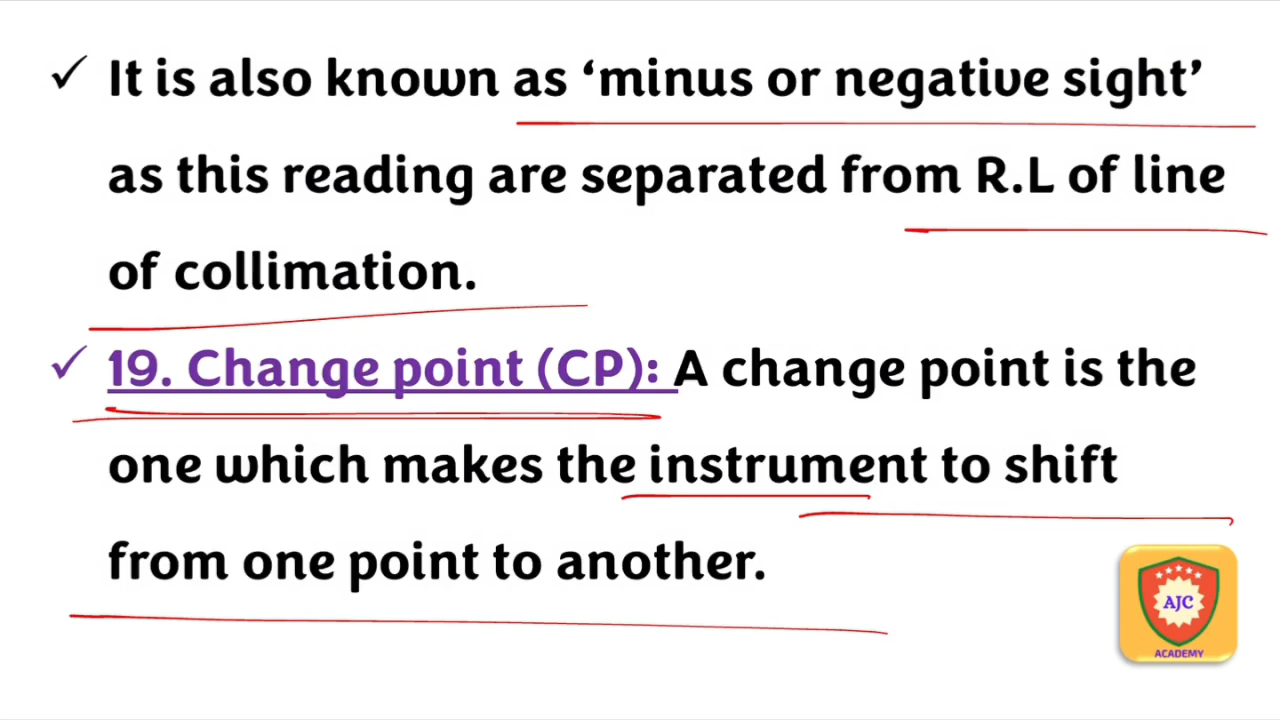 ✓ It is also known as ‘minus or negative sight’
as this reading are separated from R.L of line
of collimation.
✓ 19. Change point (CP): A change point is the
one which makes the instrument to shift
from one point to another.
AJC
ACADEMY